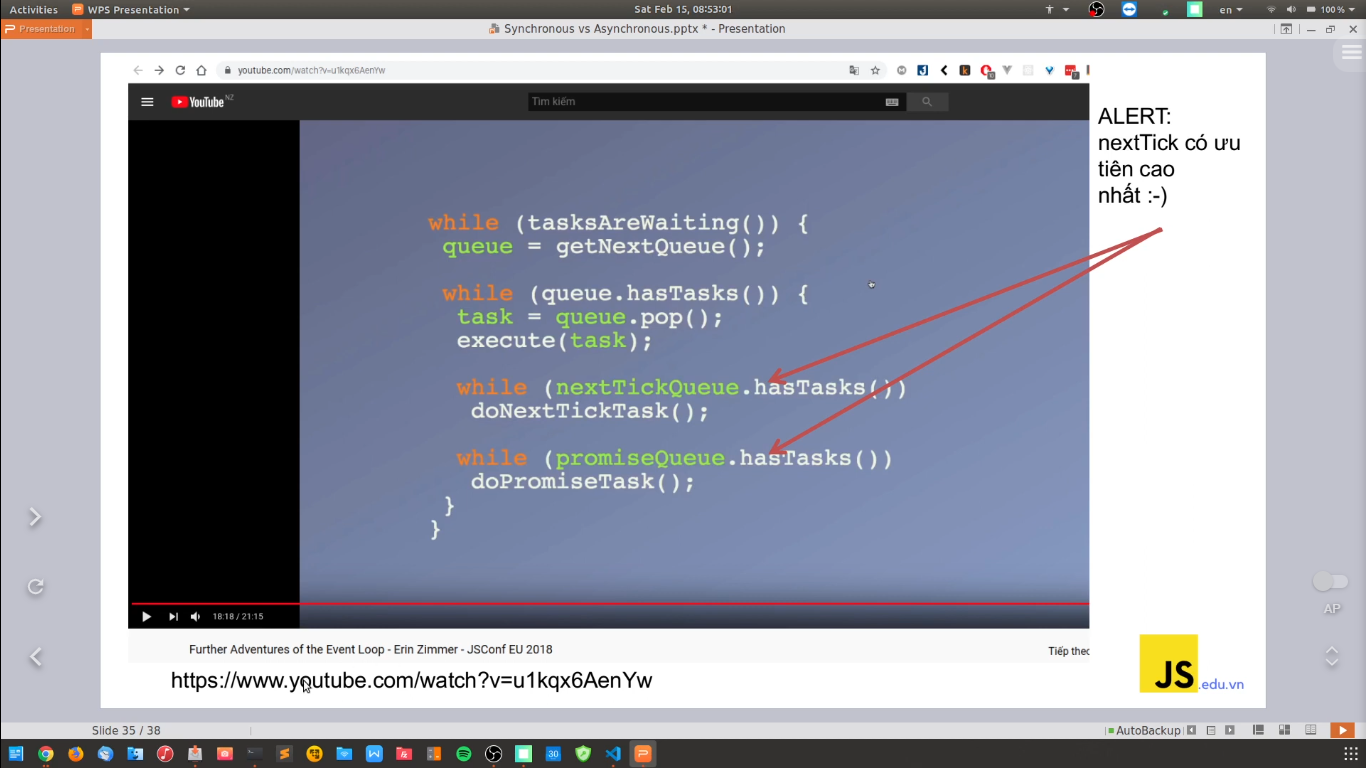 Activities
WPS Presentation
Sat Feb 15, 08:53:01
en
100 %
Presentation
Synchronous vs Asynchronous.pptx * - Presentation
youtube.com/watch?v=u1kqx6AenYw
YouTube NZ
Tìm kiếm
ALERT:
nextTick có ưu
tiên cao
nhất :-)
while (tasksAreWaiting()) {
queue = getNextQueue();
while (queue.hasTasks()) {
task = queue.pop();
execute(task);
while (nextTickQueue.hasTasks())
doNextTickTask();
while (promiseQueue.hasTasks())
doPromiseTask();
}
}
AP
18:18 / 21:15
Further Adventures of the Event Loop - Erin Zimmer - JSConf EU 2018
Tiếp theo
https://www.youtube.com/watch?v=u1kqx6AenYw
JS.edu.vn
Slide 35 / 38
AutoBackup
30